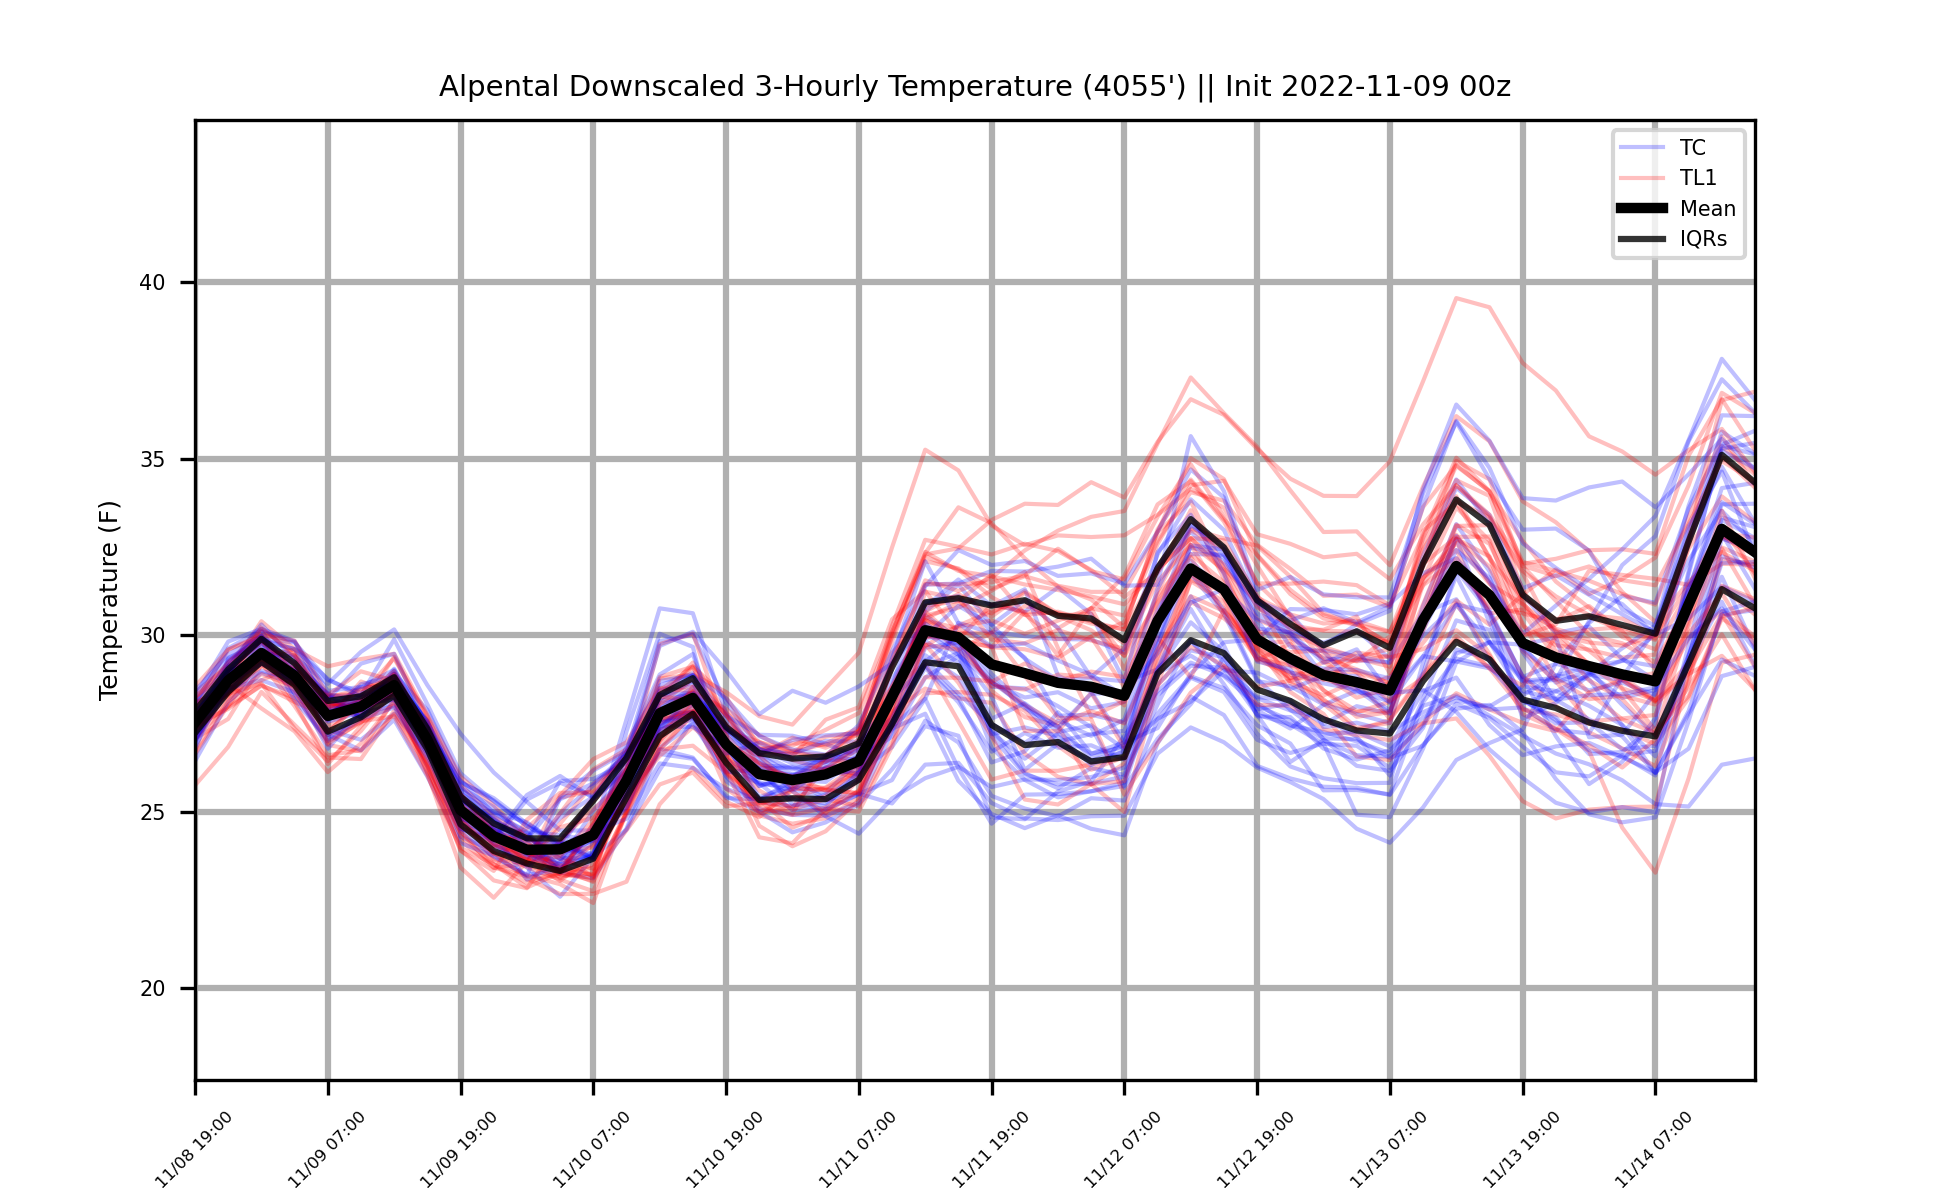 Alpental Downscaled 3-Hourly Temperature (4055') || Init 2022-11-09 00z
TC
TL1
Mean
IQRs
Temperature (F)
40
35
30
25
20
11/08 19:00
11/09 07:00
11/09 19:00
11/10 07:00
11/10 19:00
11/11 07:00
11/11 19:00
11/12 07:00
11/12 19:00
11/13 07:00
11/13 19:00
11/14 07:00